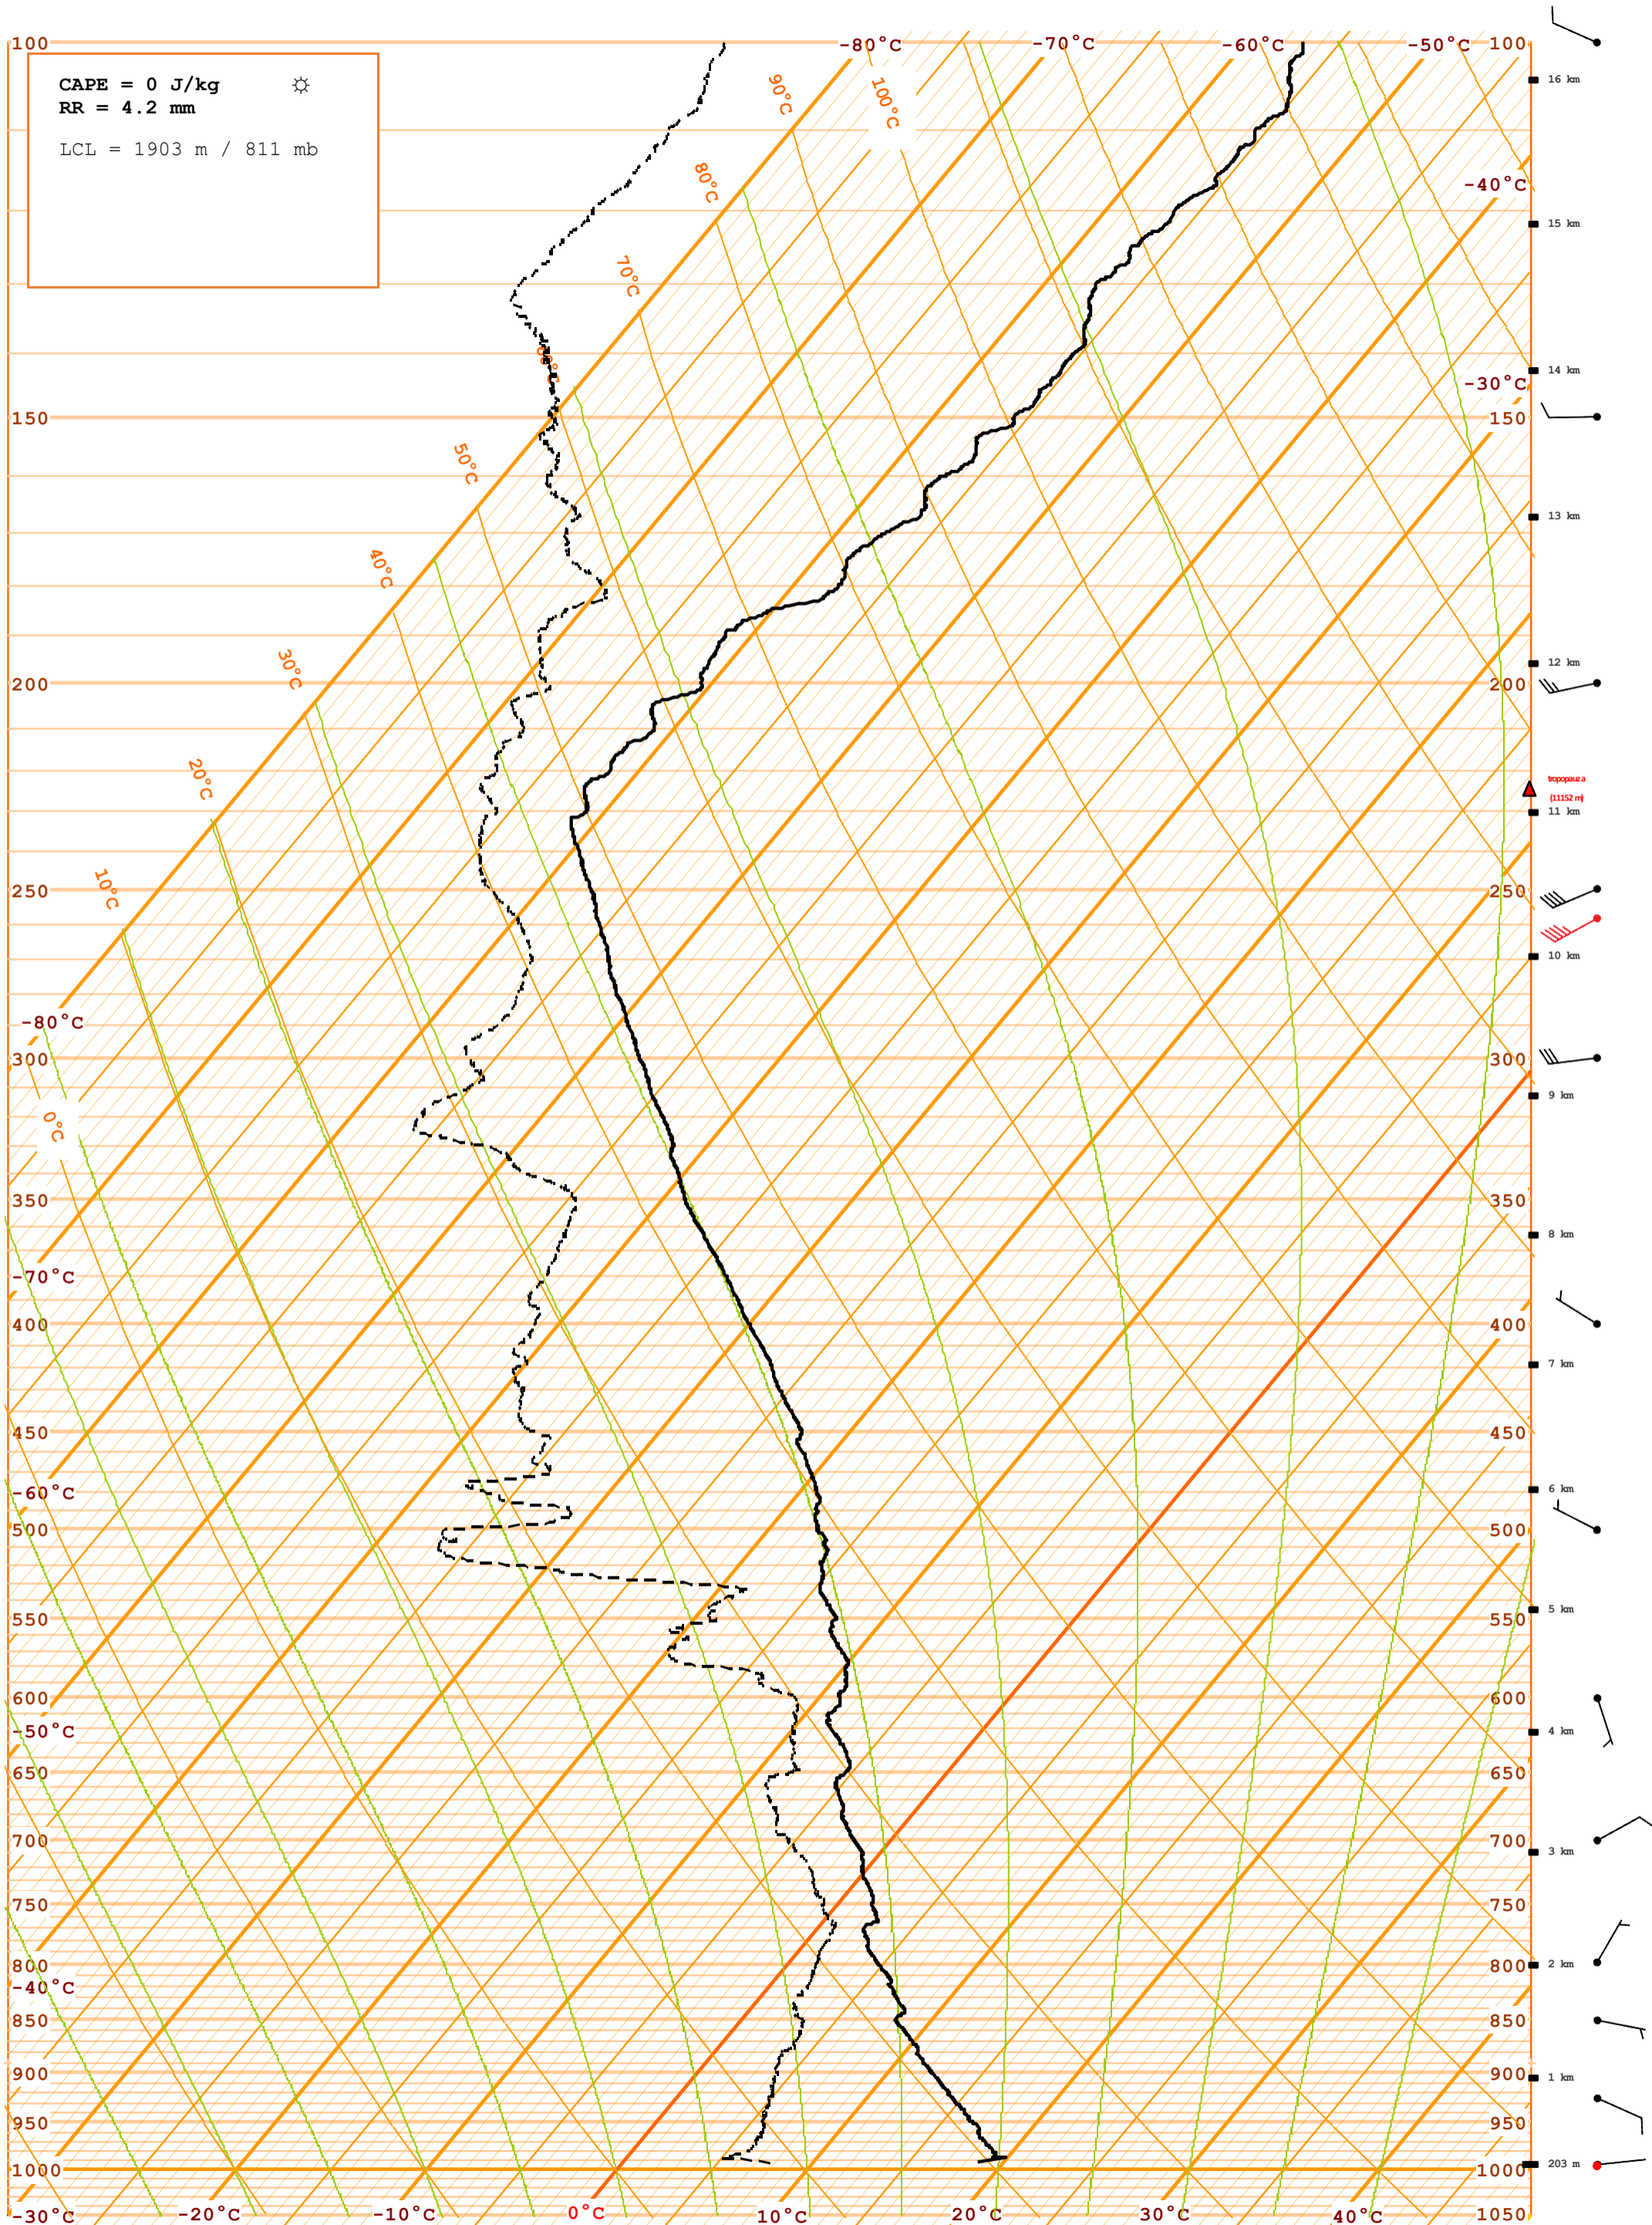 100 -80°C -70°C -60°C -50°C 100
CAPE = 0 J/kg ☼
RR = 4.2 mm
LCL = 1903 m / 811 mb
90°C 100°C
16 km
80°C
-40°C
15 km
70°C
60°C
14 km
-30°C
150 150
50°C
13 km
40°C
30°C
12 km
200 200
20°C
tropopauza
(11152 m)
11 km
10°C
250 250
10 km
-80°C
300 300
9 km
0°C
350 350
8 km
-70°C
400 400
7 km
450 450
6 km
-60°C
500 500
5 km
550 550
600 600
-50°C
4 km
650 650
700 700
3 km
750 750
800 800
2 km
-40°C
850 850
900 900
1 km
950 950
1000 1000
203 m
-30°C -20°C -10°C 0°C 10°C 20°C 30°C 40°C 1050